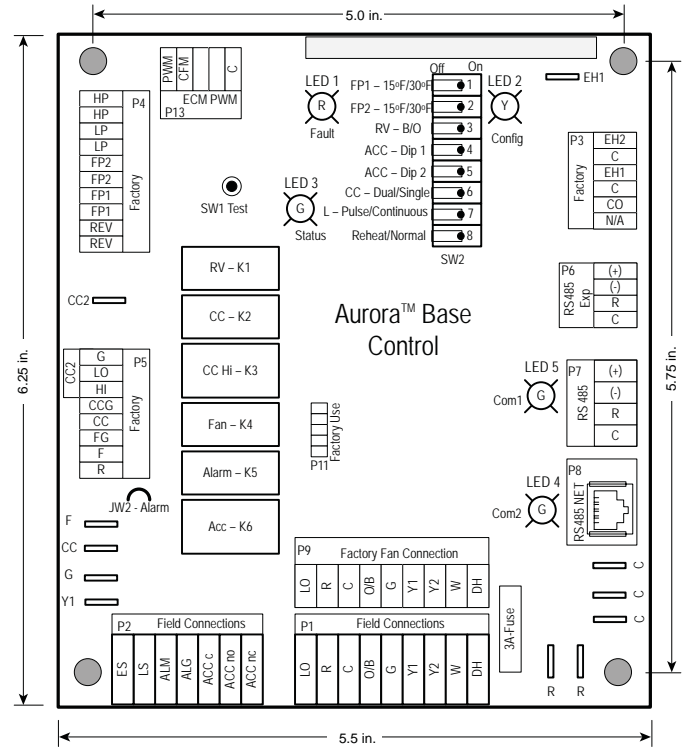 5.0 in.
6.25 in.
5.75 in.
5.5 in.
PWM
CFM
C
P13
ECM PWM
Off
On
LED 1
R
Fault
LED 2
Y
Config
FP1 – 15ºF/30ºF
1
FP2 – 15ºF/30ºF
2
RV – B/O
3
ACC – Dip 1
4
ACC – Dip 2
5
CC – Dual/Single
6
L – Pulse/Continuous
7
Reheat/Normal
8
SW2
EH1
HP
HP
LP
LP
FP2
FP2
FP1
FP1
REV
REV
P4
Factory
SW1 Test
LED 3
G
Status
P3
Factory
EH2
C
EH1
C
CO
N/A
RV – K1
CC – K2
CC Hi – K3
Fan – K4
Alarm – K5
Acc – K6
Aurora™ Base
Control
P6
RS485
Exp
(+)
(-)
R
C
CC2
CC2
G
LO
HI
CCG
CC
FG
F
R
P5
Factory
LED 5
Com1
G
P7
RS 485
(+)
(-)
R
C
P11
Factory Use
LED 4
Com2
G
P8
RS485 NET
JW2 - Alarm
F
CC
G
Y1
C
C
C
P9
Factory Fan Connection
LO
R
C
O/B
G
Y1
Y2
W
DH
3A-Fuse
P2
Field Connections
ES
LS
ALM
ALG
ACC c
ACC no
ACC nc
P1
Field Connections
LO
R
C
O/B
G
Y1
Y2
W
DH
R
R